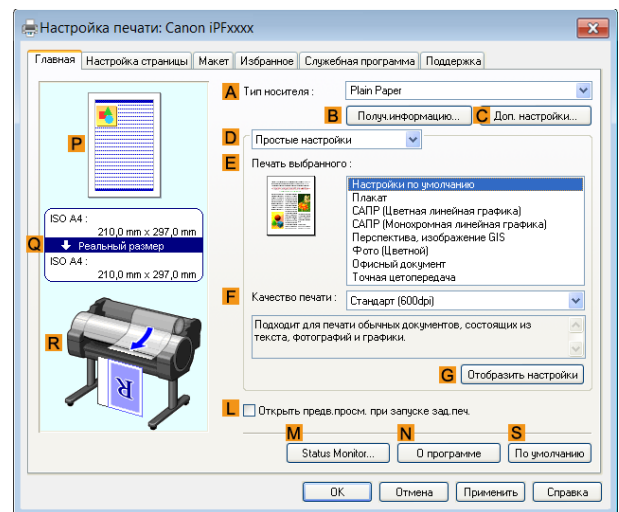 Настройка печати: Canon iPFxxxx
Главная Настройка страницы Макет Избранное Служебная программа Поддержка
A Тип носителя : Plain Paper
B Получ.информацию... C Доп. настройки...
D Простые настройки
E Печать выбранного :
Настройки по умолчанию
Плакат
САПР (Цветная линейная графика)
САПР (Монохромная линейная графика)
Перспектива, изображение GIS
Фото (Цветной)
Офисный документ
Точная цетопередача
P
ISO A4 :
210,0 mm x 297,0 mm
Q Реальный размер
ISO A4 :
210,0 mm x 297,0 mm
F Качество печати : Стандарт (600dpi)
Подходит для печати обычных документов, состоящих из
текста, фотографий и графики.
R
R
G Отобразить настройки
L Открыть предв.просм. при запуске зад.печ.
M N S
Status Monitor... О программе По умолчанию
OK Отмена Применить Справка